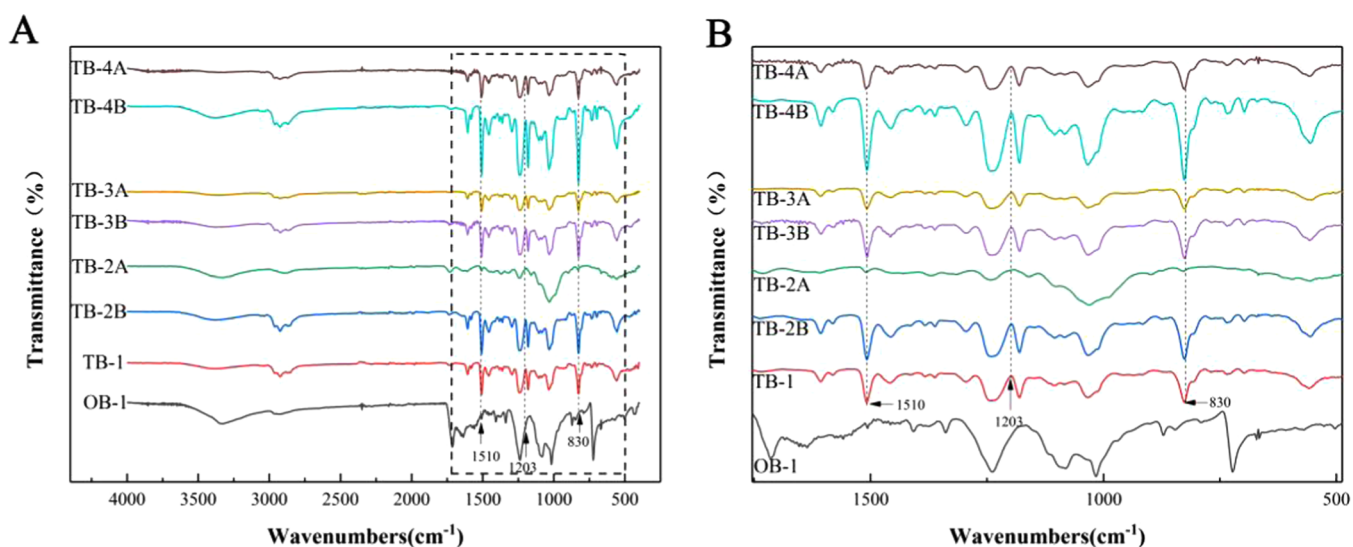 A
TB-4A
TB-4B
TB-3A
TB-3B
TB-2A
TB-2B
TB-1
OB-1
1510
1203
830
4000 3500 3000 2500 2000 1500 1000 500
Wavenumbers(cm-1)
Transmittance（%）
B
TB-4A
TB-4B
TB-3A
TB-3B
TB-2A
TB-2B
TB-1
OB-1
1510
1203
830
1500 1000 500
Wavenumbers(cm-1)
Transmittance（%）